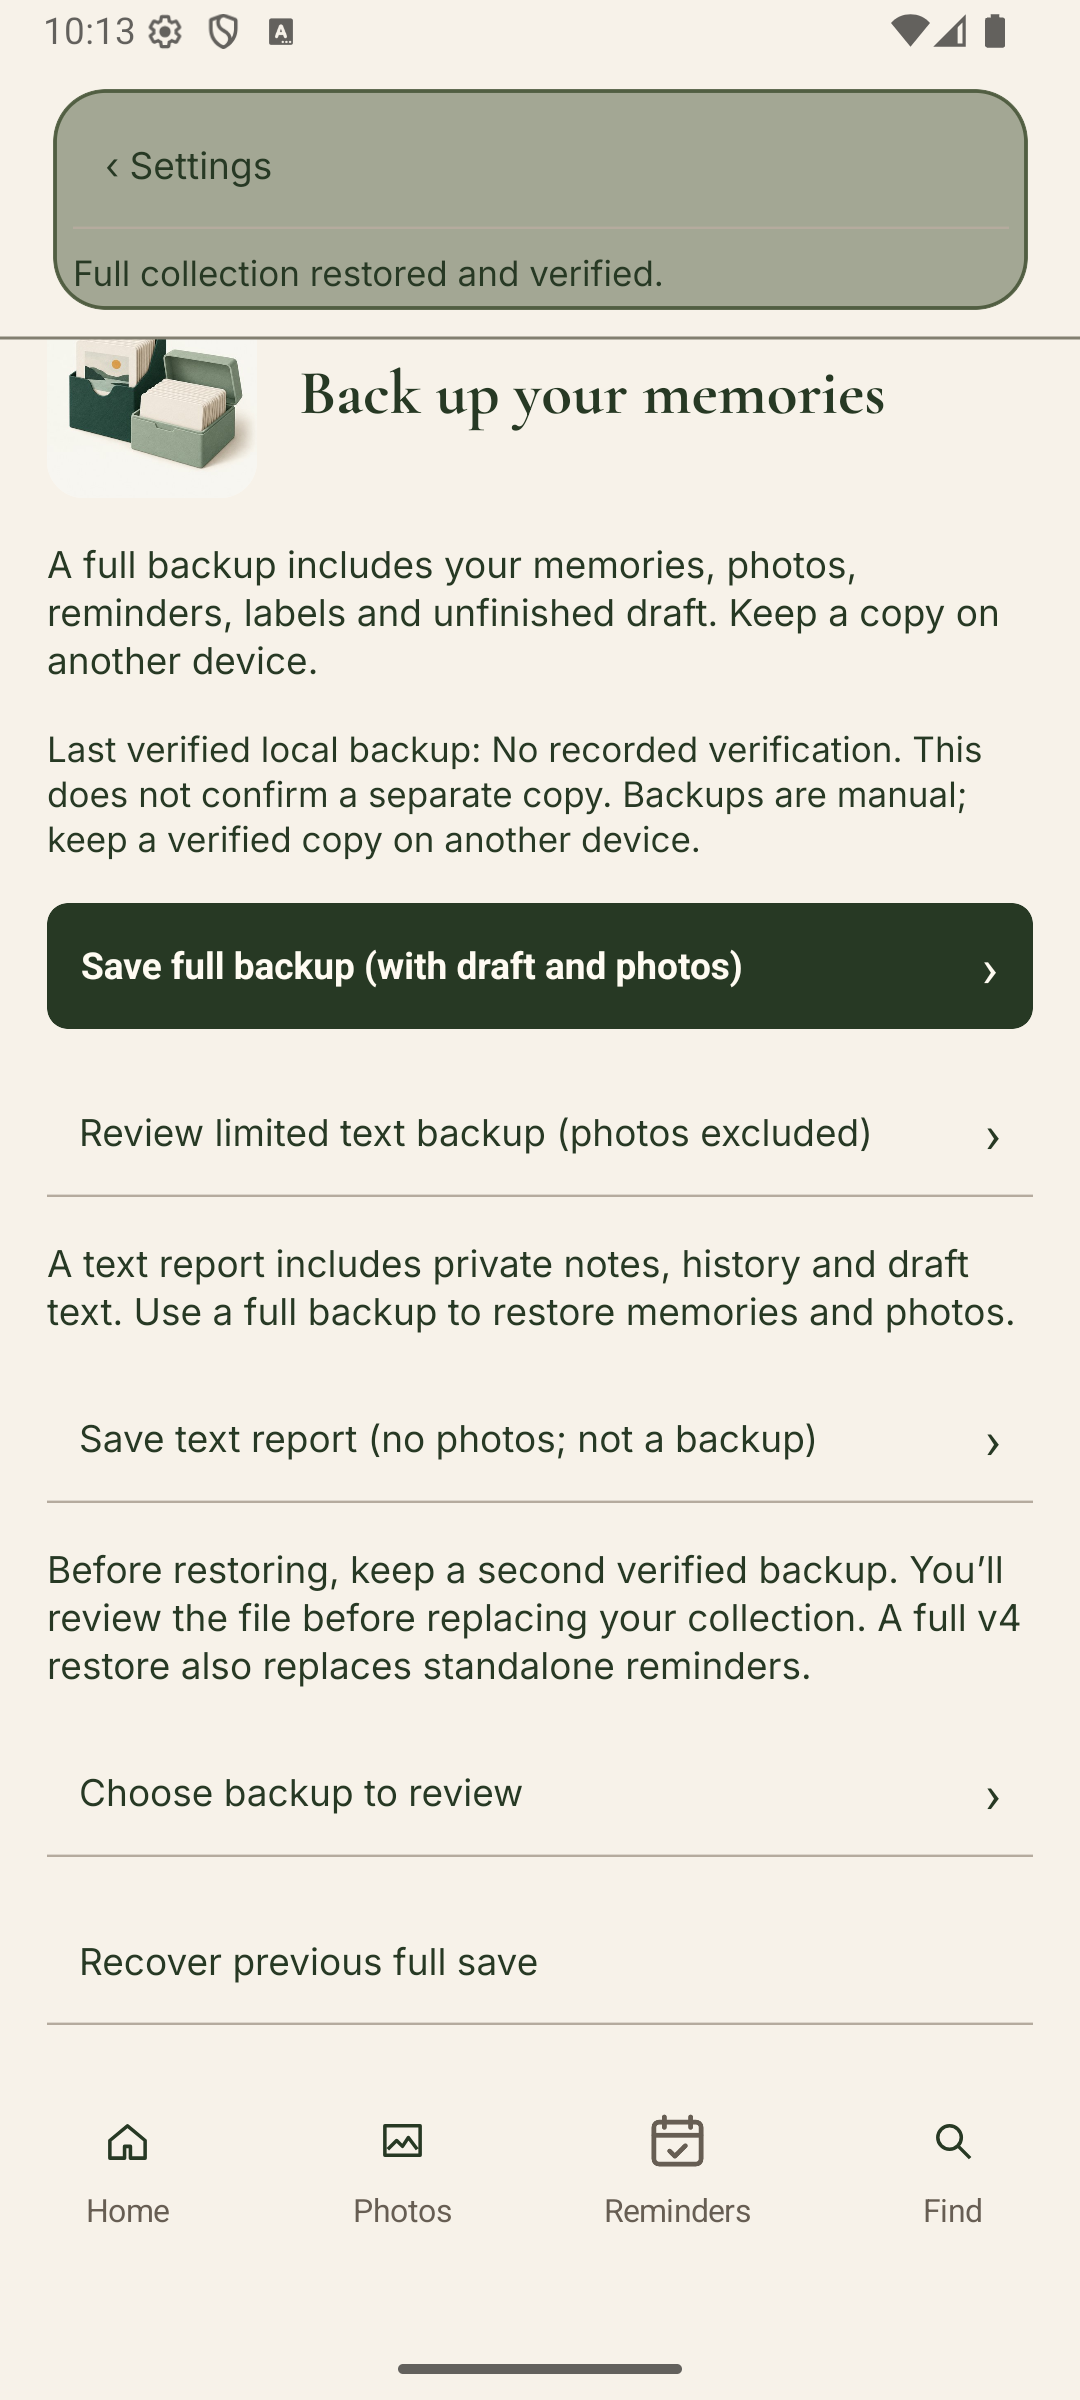 10:13
‹ Settings
Full collection restored and verified.
Back up your memories
A full backup includes your memories, photos,
reminders, labels and unfinished draft. Keep a copy on
another device.
Last verified local backup: No recorded verification. This
does not confirm a separate copy. Backups are manual;
keep a verified copy on another device.
Save full backup (with draft and photos) ›
Review limited text backup (photos excluded) ›
A text report includes private notes, history and draft
text. Use a full backup to restore memories and photos.
Save text report (no photos; not a backup) ›
Before restoring, keep a second verified backup. You’ll
review the file before replacing your collection. A full v4
restore also replaces standalone reminders.
Choose backup to review ›
Recover previous full save
Home Photos Reminders Find